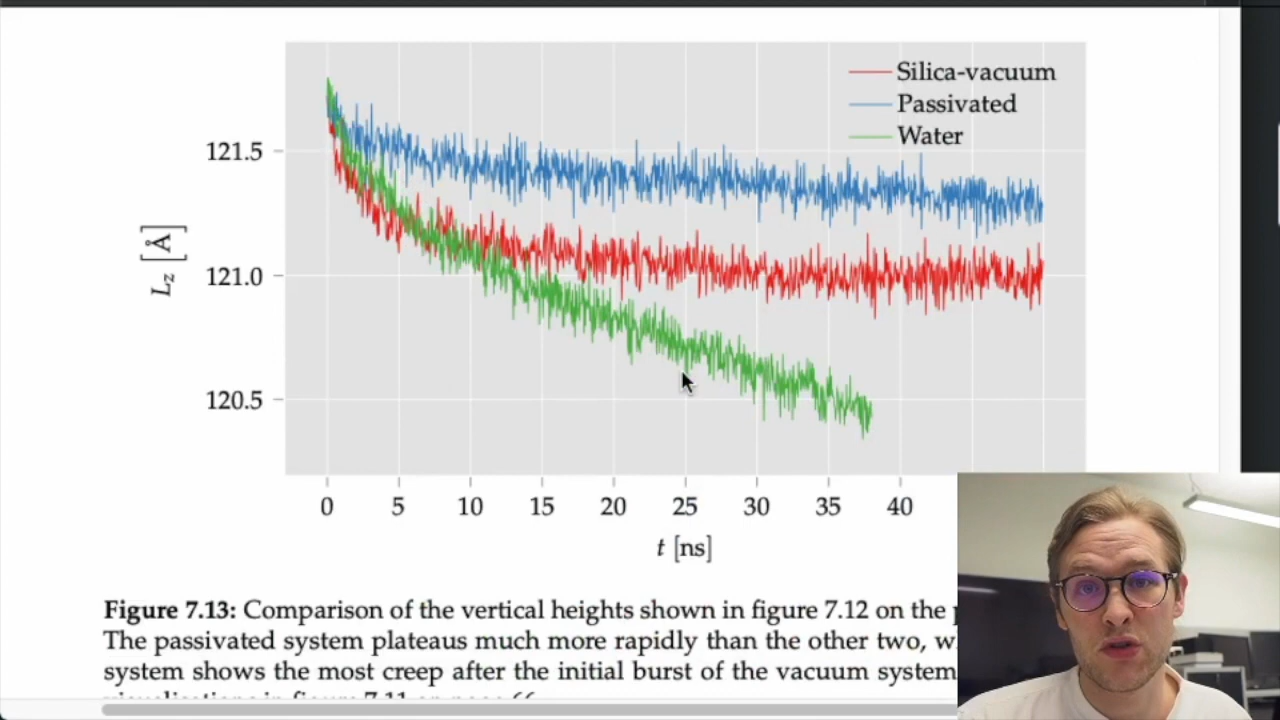 Silica-vacuum
Passivated
Water
121.5
121.0
120.5
L_z [Å]
0 5 10 15 20 25 30 35 40
t [ns]
Figure 7.13: Comparison of the vertical heights shown in figure 7.12 on the
The passivated system plateaus much more rapidly than the other two,
system shows the most creep after the initial burst of the vacuum system